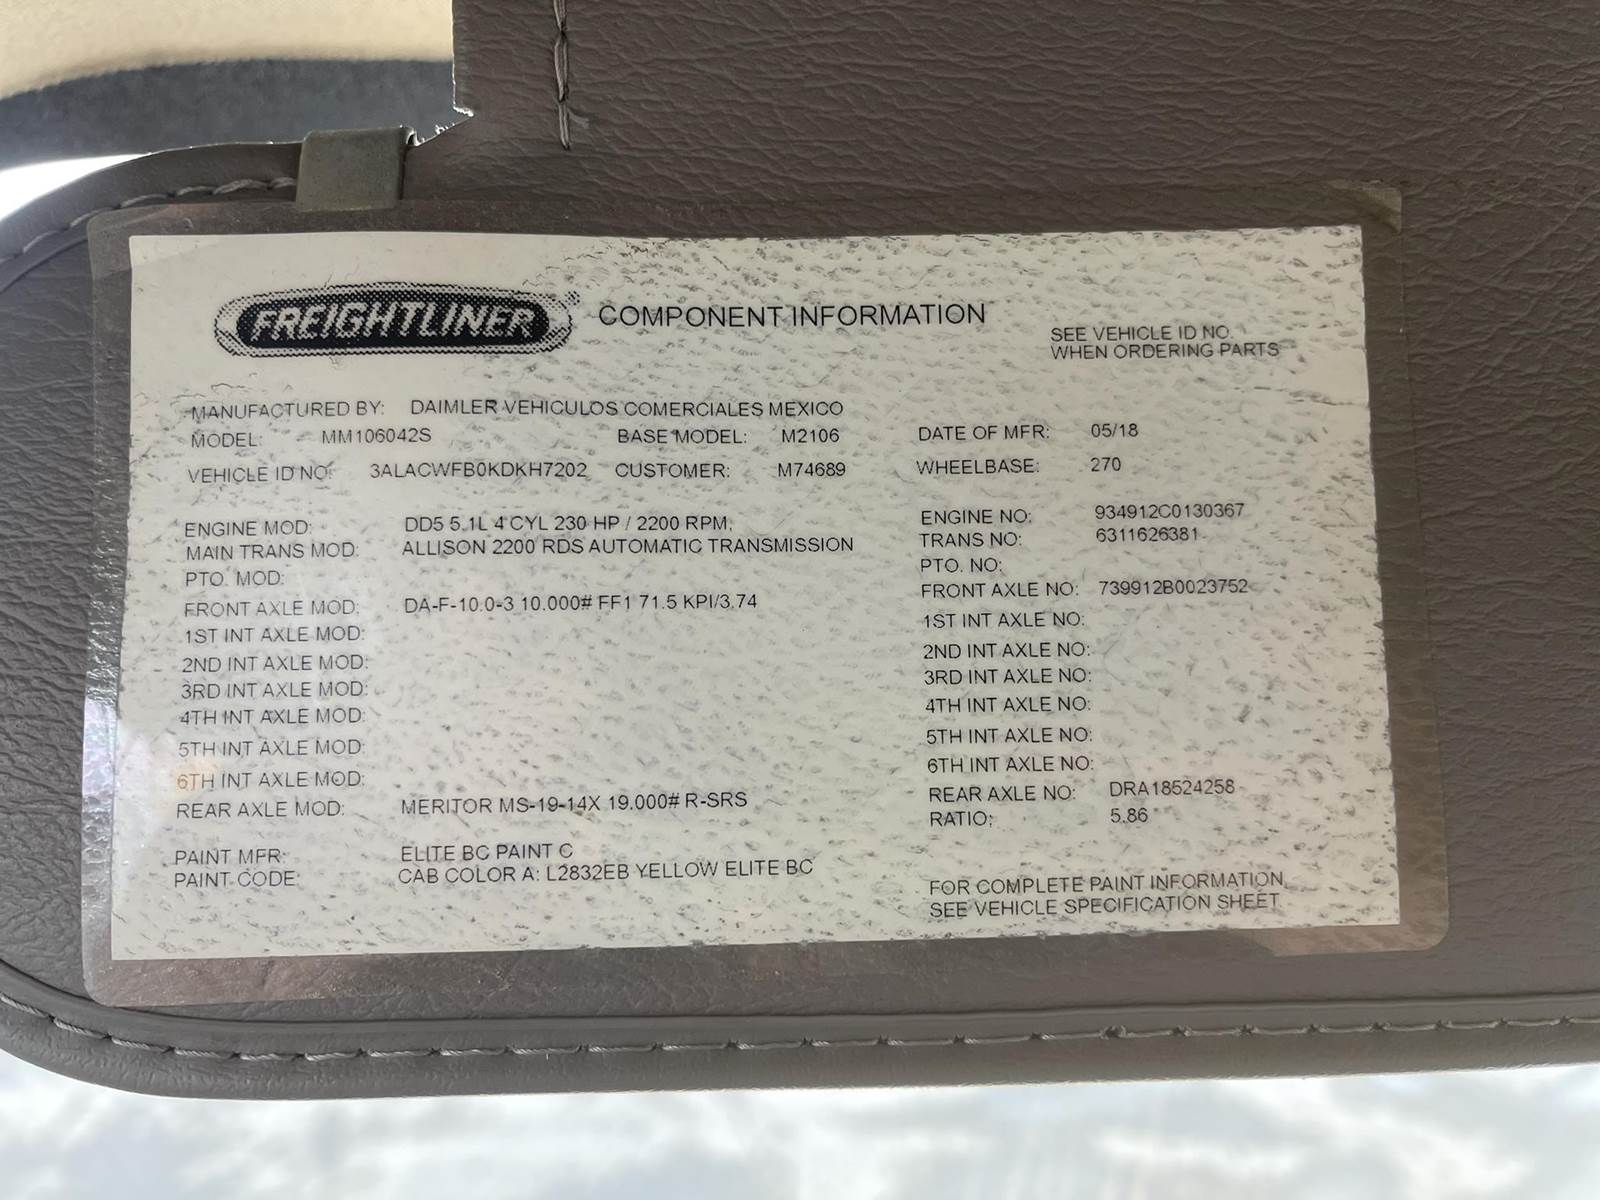 FREIGHTLINER® COMPONENT INFORMATION
SEE VEHICLE ID NO.
WHEN ORDERING PARTS
MANUFACTURED BY: DAIMLER VEHICULOS COMERCIALES MEXICO
MODEL: MM106042S BASE MODEL: M2106 DATE OF MFR: 05/18
VEHICLE ID NO: 3ALACWFB0KDKH7202 CUSTOMER: M74689 WHEELBASE: 270
ENGINE MOD: DD5 5.1L 4 CYL 230 HP / 2200 RPM, ENGINE NO: 934912C0130367
MAIN TRANS MOD: ALLISON 2200 RDS AUTOMATIC TRANSMISSION TRANS NO: 6311626381
PTO. MOD: PTO. NO:
FRONT AXLE MOD: DA-F-10.0-3 10.000# FF1 71.5 KPI/3.74 FRONT AXLE NO: 739912B0023752
1ST INT AXLE MOD: 1ST INT AXLE NO:
2ND INT AXLE MOD: 2ND INT AXLE NO:
3RD INT AXLE MOD: 3RD INT AXLE NO:
4TH INT AXLE MOD: 4TH INT AXLE NO:
5TH INT AXLE MOD: 5TH INT AXLE NO:
6TH INT AXLE MOD: 6TH INT AXLE NO:
REAR AXLE MOD: MERITOR MS-19-14X 19.000# R-SRS REAR AXLE NO: DRA18524258
RATIO: 5.86
PAINT MFR: ELITE BC PAINT C
PAINT CODE: CAB COLOR A: L2832EB YELLOW ELITE BC
FOR COMPLETE PAINT INFORMATION,
SEE VEHICLE SPECIFICATION SHEET